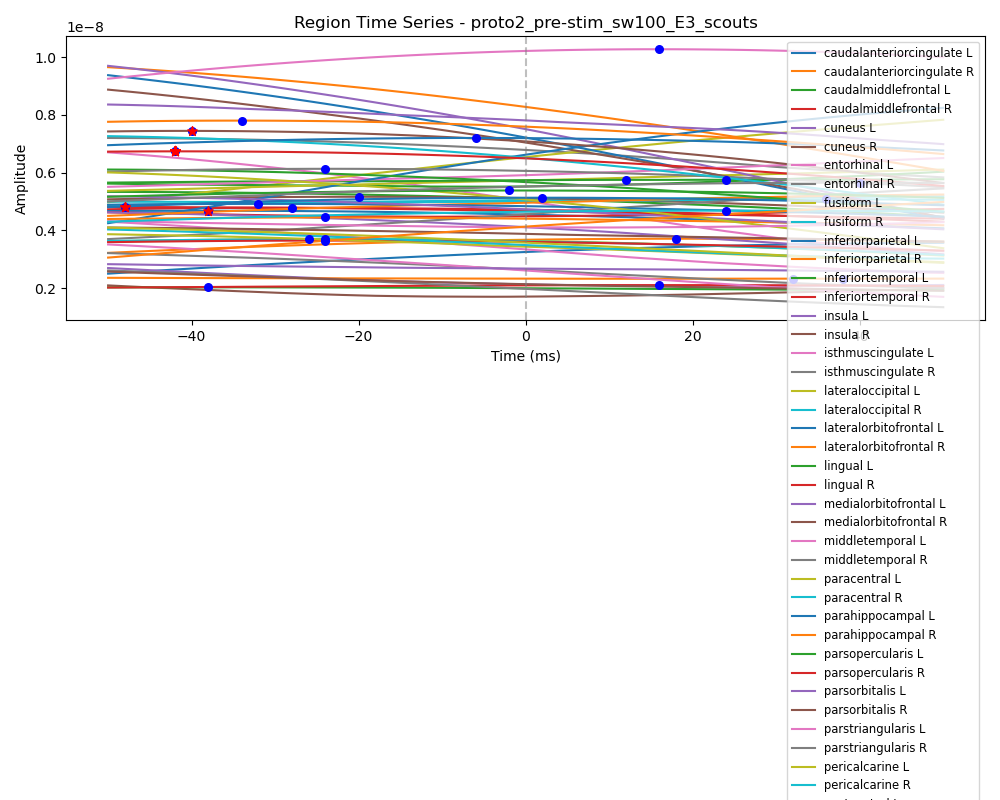 Region Time Series - proto2_pre-stim_sw100_E3_scouts
1e−8
1.0
0.8
0.6
0.4
0.2
Amplitude
−40
−20
0
20
Time (ms)
caudalanteriorcingulate L
caudalanteriorcingulate R
caudalmiddlefrontal L
caudalmiddlefrontal R
cuneus L
cuneus R
entorhinal L
entorhinal R
fusiform L
fusiform R
inferiorparietal L
inferiorparietal R
inferiortemporal L
inferiortemporal R
insula L
insula R
isthmuscingulate L
isthmuscingulate R
lateraloccipital L
lateraloccipital R
lateralorbitofrontal L
lateralorbitofrontal R
lingual L
lingual R
medialorbitofrontal L
medialorbitofrontal R
middletemporal L
middletemporal R
paracentral L
paracentral R
parahippocampal L
parahippocampal R
parsopercularis L
parsopercularis R
parsorbitalis L
parsorbitalis R
parstriangularis L
parstriangularis R
pericalcarine L
pericalcarine R